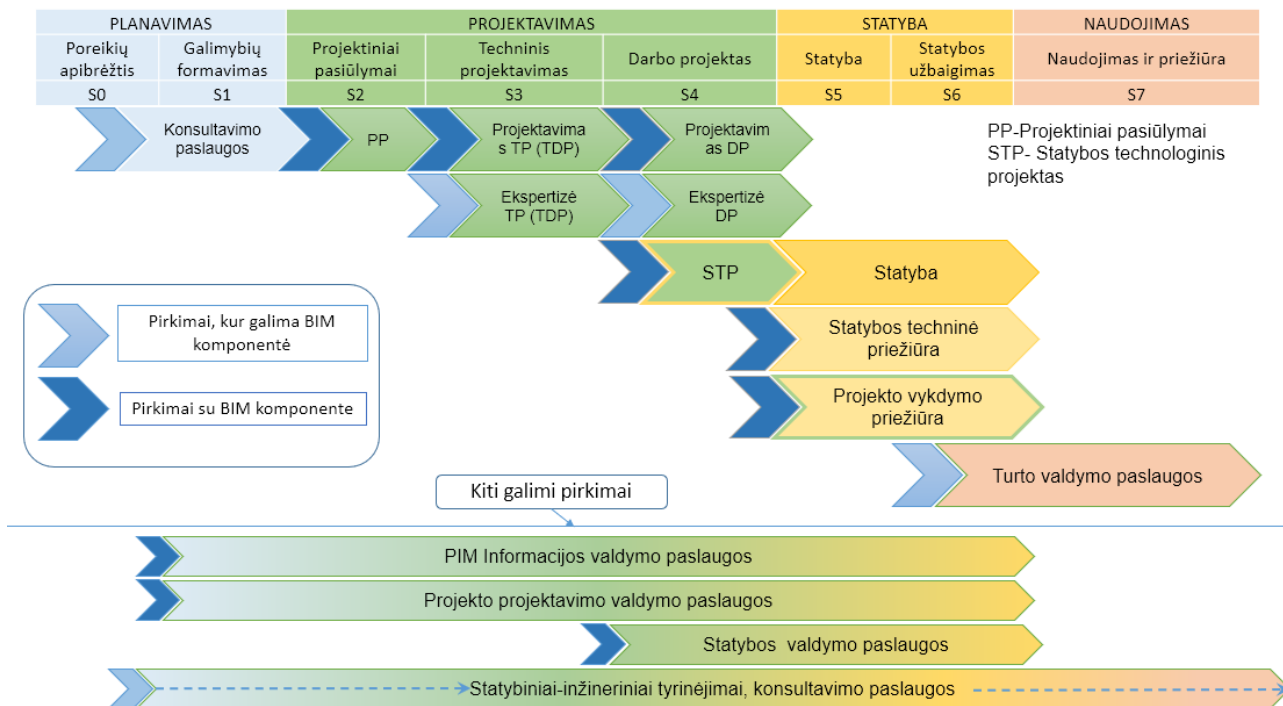 PLANAVIMAS
PROJEKTAVIMAS
STATYBA
NAUDOJIMAS
Poreikių
apibrėžtis
Galimybių
formavimas
Projektiniai
pasiūlymai
Techninis
projektavimas
Darbo projektas
Statyba
Statybos
užbaigimas
Naudojimas ir priežiūra
S0
S1
S2
S3
S4
S5
S6
S7
Konsultavimo
paslaugos
PP
Projektavima
s TP (TDP)
Projektavim
as DP
PP-Projektiniai pasiūlymai
STP- Statybos technologinis
projektas
Ekspertizė
TP (TDP)
Ekspertizė
DP
STP
Statyba
Pirkimai, kur galima BIM
komponentė
Statybos techninė
priežiūra
Pirkimai su BIM komponente
Projekto vykdymo
priežiūra
Turto valdymo paslaugos
Kiti galimi pirkimai
PIM Informacijos valdymo paslaugos
Projekto projektavimo valdymo paslaugos
Statybos valdymo paslaugos
Statybiniai-inžineriniai tyrinėjimai, konsultavimo paslaugos